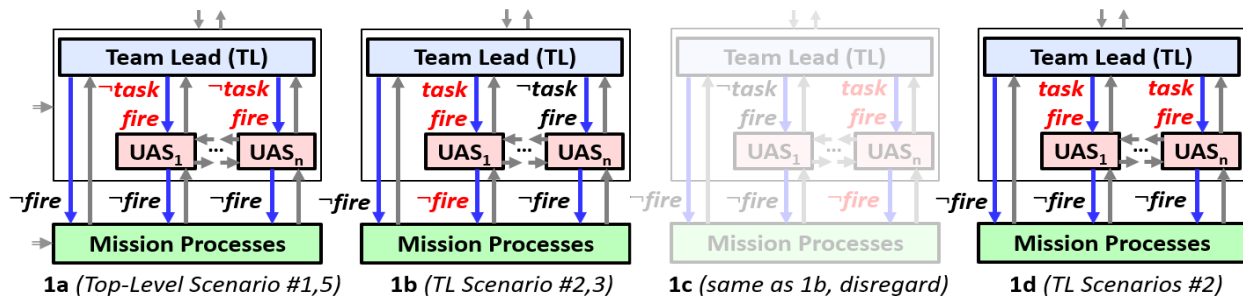 Team Lead (TL)
¬task ¬task
fire fire
UAS1 ... UASn
¬fire ¬fire ¬fire
Mission Processes
1a (Top-Level Scenario #1,5)
Team Lead (TL)
task ¬task
fire fire
UAS1 ... UASn
¬fire ¬fire ¬fire
Mission Processes
1b (TL Scenario #2,3)
Team Lead (TL)
¬task task
fire fire
UAS1 ... UASn
¬fire ¬fire ¬fire
Mission Processes
1c (same as 1b, disregard)
Team Lead (TL)
task task
fire fire
UAS1 ... UASn
¬fire ¬fire ¬fire
Mission Processes
1d (TL Scenarios #2)